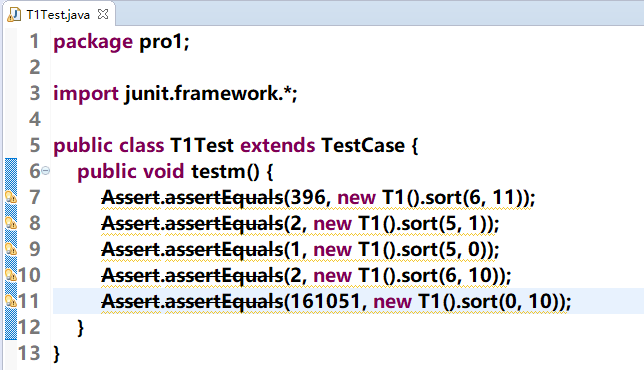 T1Test.java
1 package pro1;
2
3 import junit.framework.*;
4
5 public class T1Test extends TestCase {
6 public void testm() {
7 Assert.assertEquals(396, new T1().sort(6, 11));
8 Assert.assertEquals(2, new T1().sort(5, 1));
9 Assert.assertEquals(1, new T1().sort(5, 0));
10 Assert.assertEquals(2, new T1().sort(6, 10));
11 Assert.assertEquals(161051, new T1().sort(0, 10));
12 }
13 }